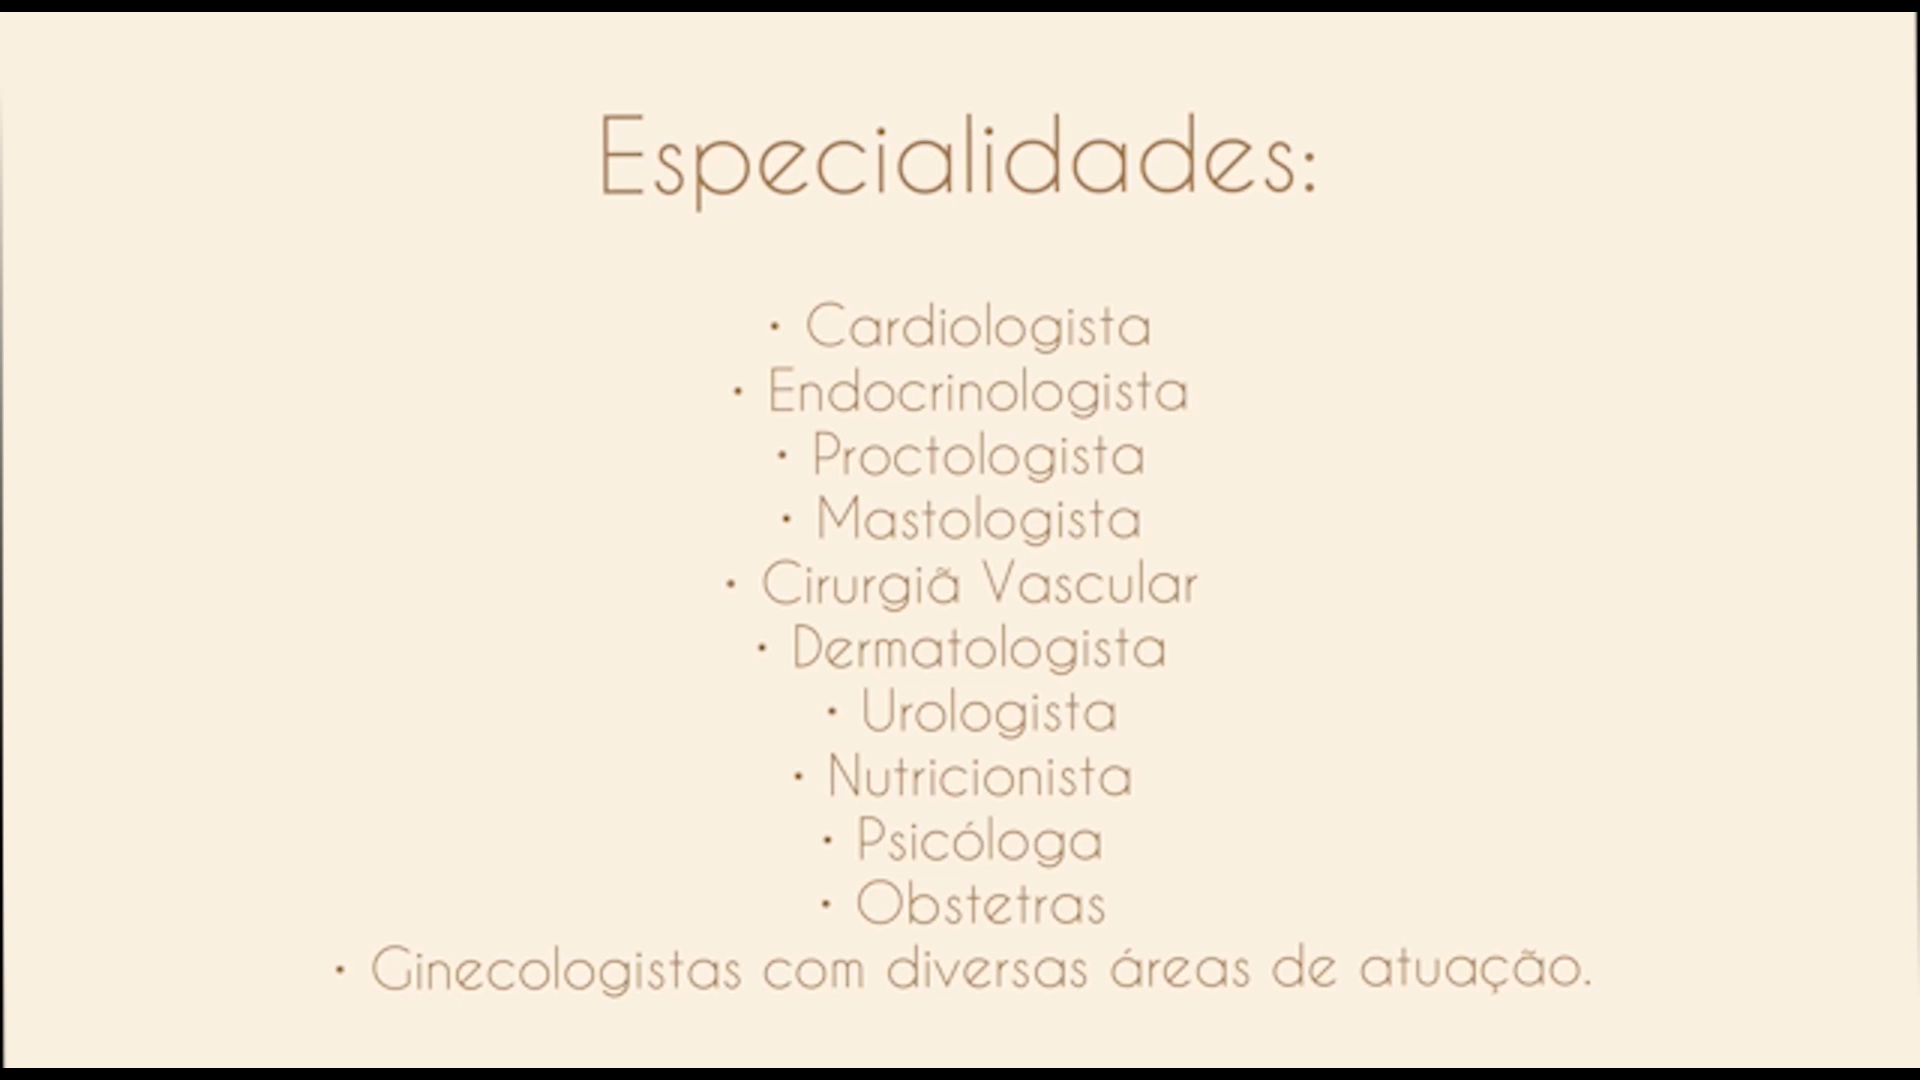 Especialidades:
• Cardiologista
• Endocrinologista
• Proctologista
• Mastologista
• Cirurgiã Vascular
• Dermatologista
• Urologista
• Nutricionista
• Psicóloga
• Obstetras
• Ginecologistas com diversas áreas de atuação.